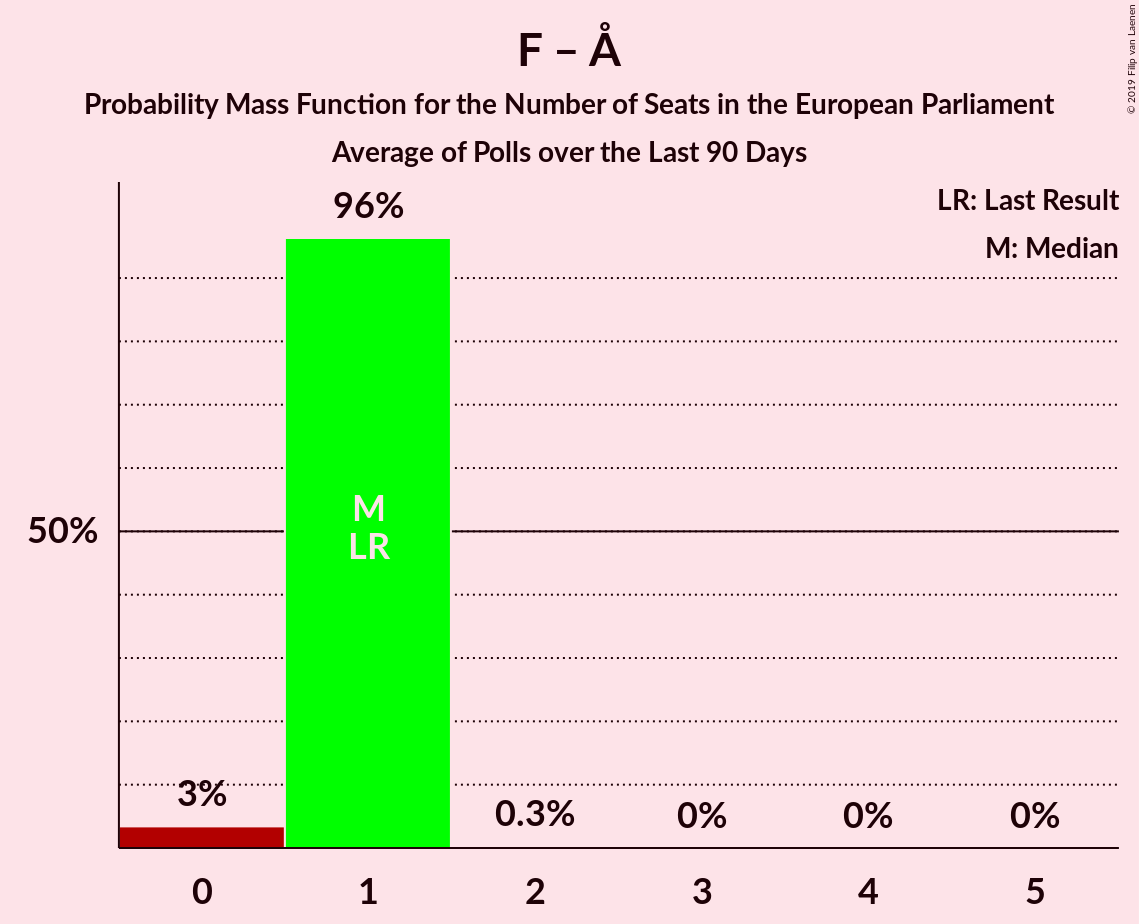 F – Å
Probability Mass Function for the Number of Seats in the European Parliament
Average of Polls over the Last 90 Days
© 2019 Filip van Laenen
LR: Last Result
M: Median
96%
M
LR
50%
3%
0.3%
0%
0%
0%
0
1
2
3
4
5